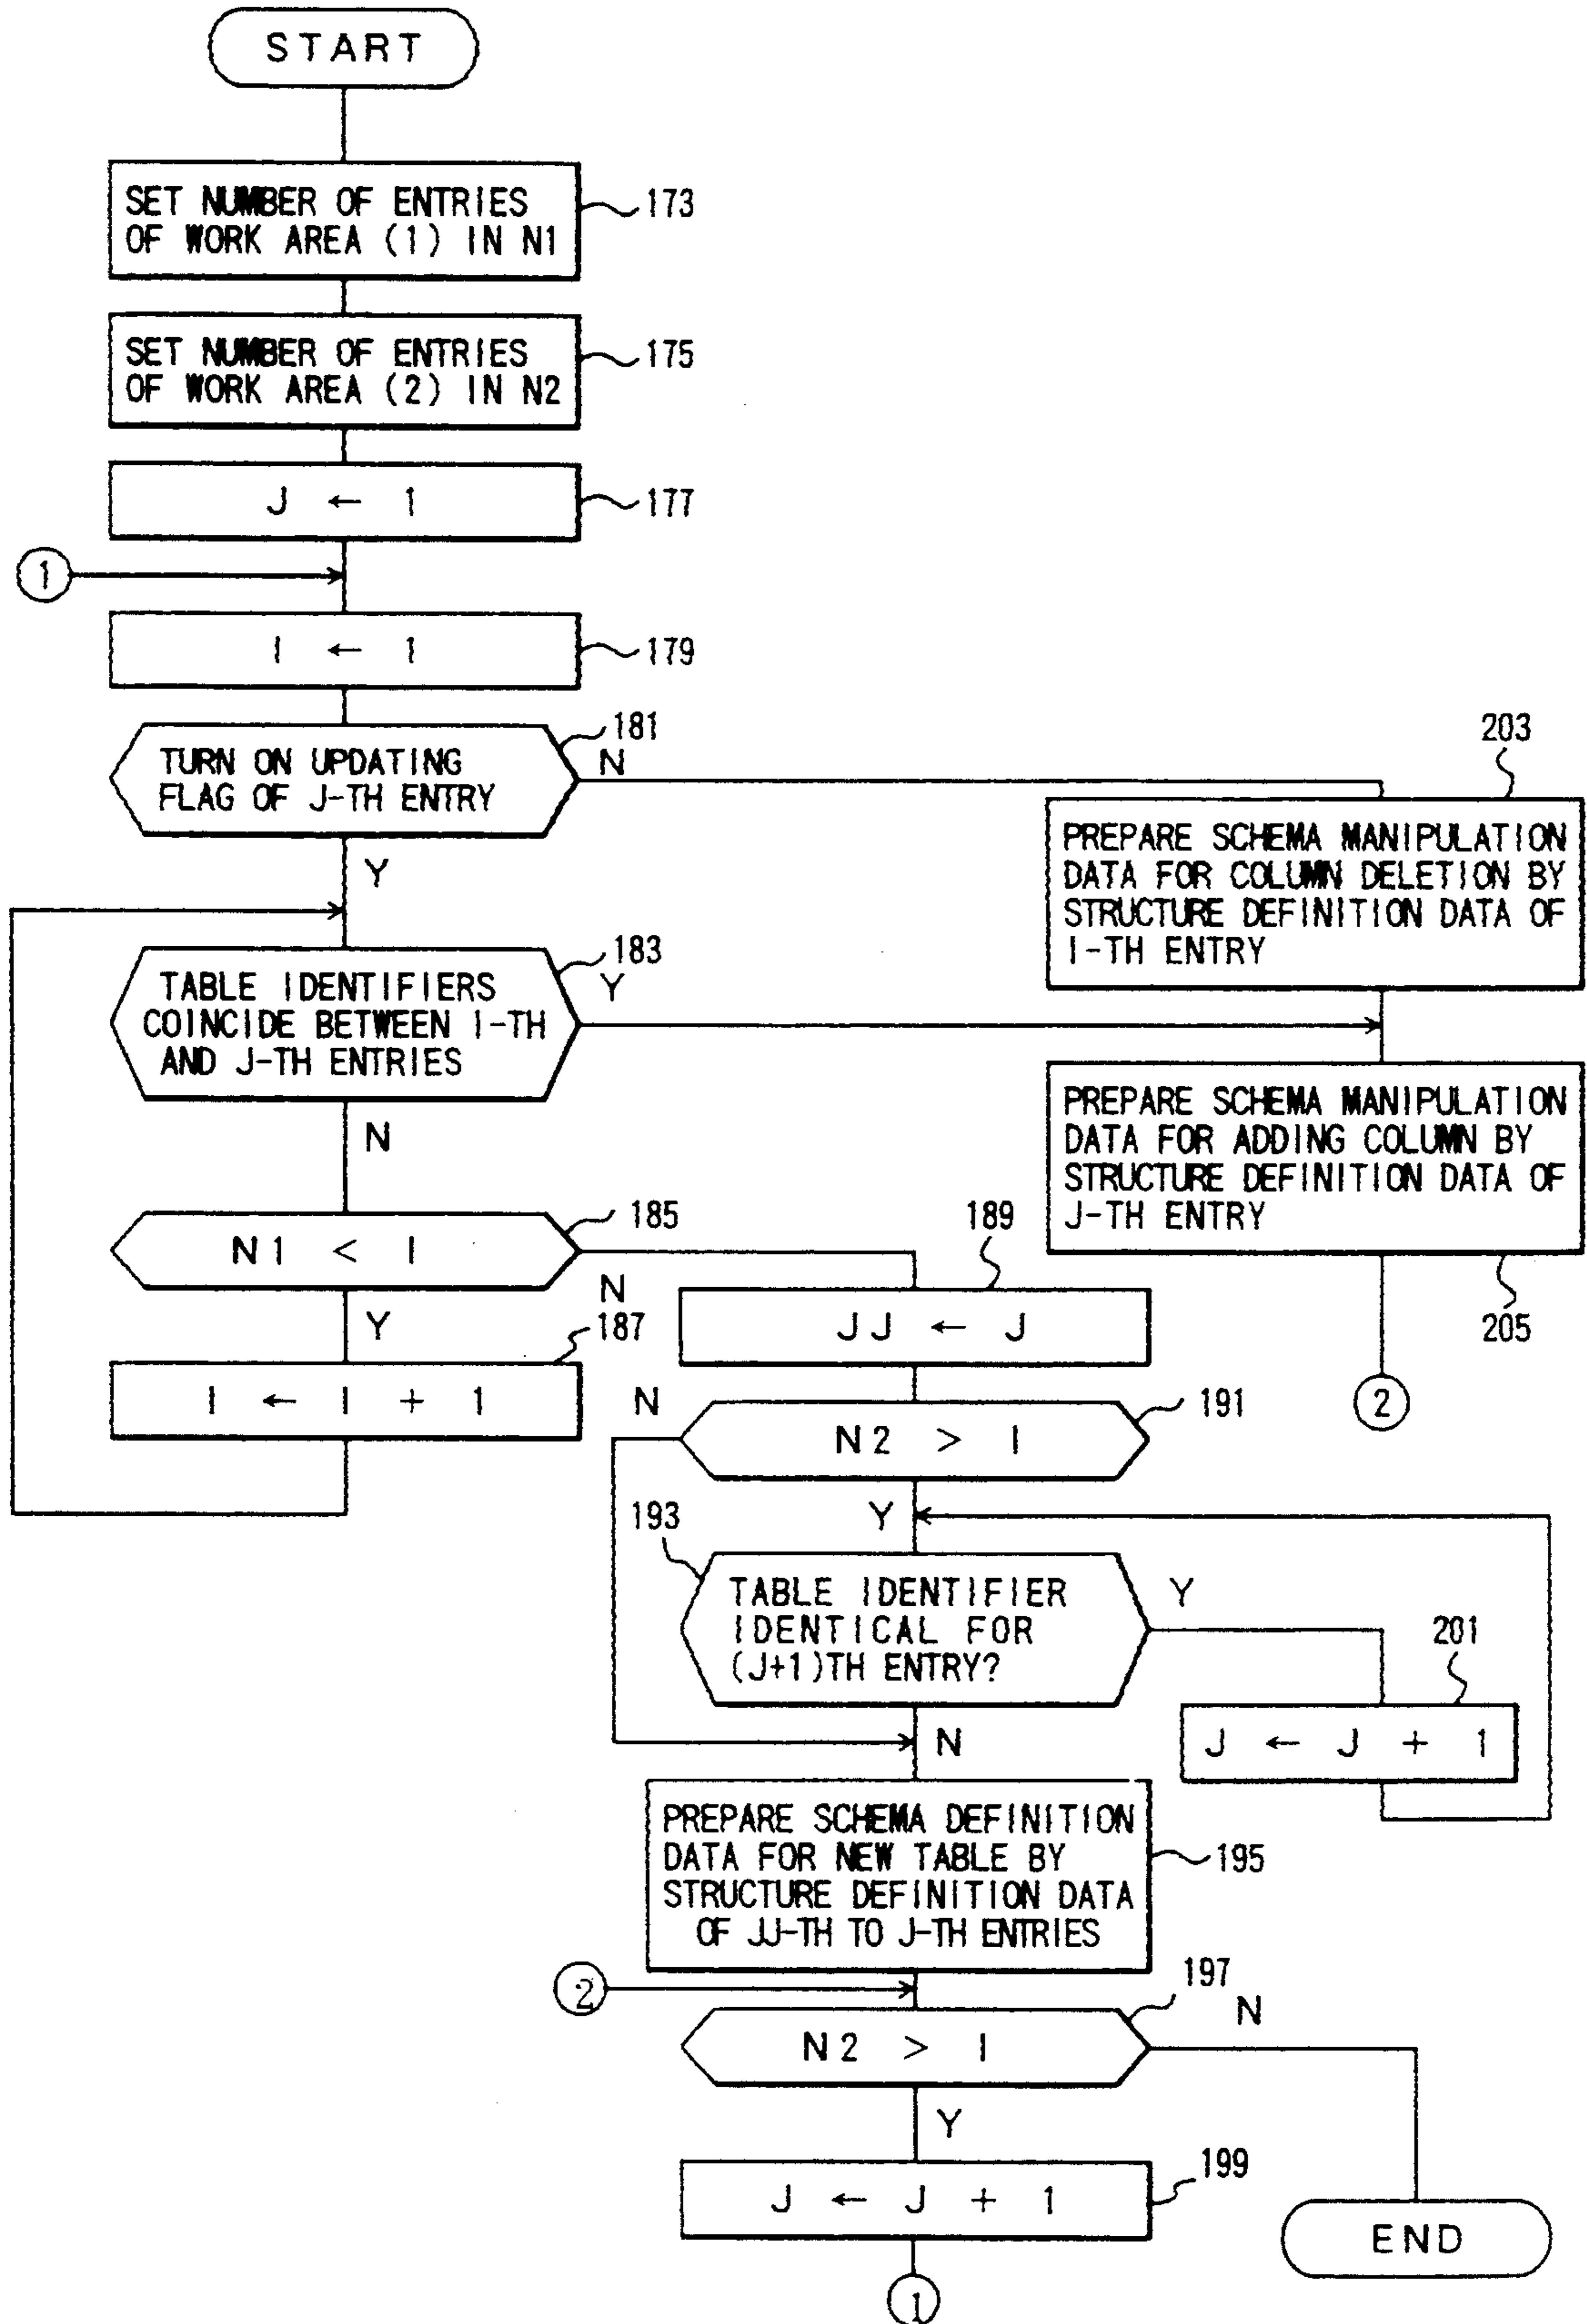 START
SET NUMBER OF ENTRIES
OF WORK AREA (1) IN N1
173
SET NUMBER OF ENTRIES
OF WORK AREA (2) IN N2
175
J ← 1
177
1
I ← 1
179
TURN ON UPDATING
FLAG OF J-TH ENTRY
181
N
Y
203
PREPARE SCHEMA MANIPULATION
DATA FOR COLUMN DELETION BY
STRUCTURE DEFINITION DATA OF
I-TH ENTRY
TABLE IDENTIFIERS
COINCIDE BETWEEN I-TH
AND J-TH ENTRIES
183
Y
N
PREPARE SCHEMA MANIPULATION
DATA FOR ADDING COLUMN BY
STRUCTURE DEFINITION DATA OF
J-TH ENTRY
205
2
N1 < I
185
N
Y
187
I ← I + 1
189
JJ ← J
N
191
N2 > I
Y
193
TABLE IDENTIFIER
IDENTICAL FOR
(J+1)TH ENTRY?
Y
201
J ← J + 1
N
PREPARE SCHEMA DEFINITION
DATA FOR NEW TABLE BY
STRUCTURE DEFINITION DATA
OF JJ-TH TO J-TH ENTRIES
195
2
197
N2 > I
N
Y
199
J ← J + 1
END
1